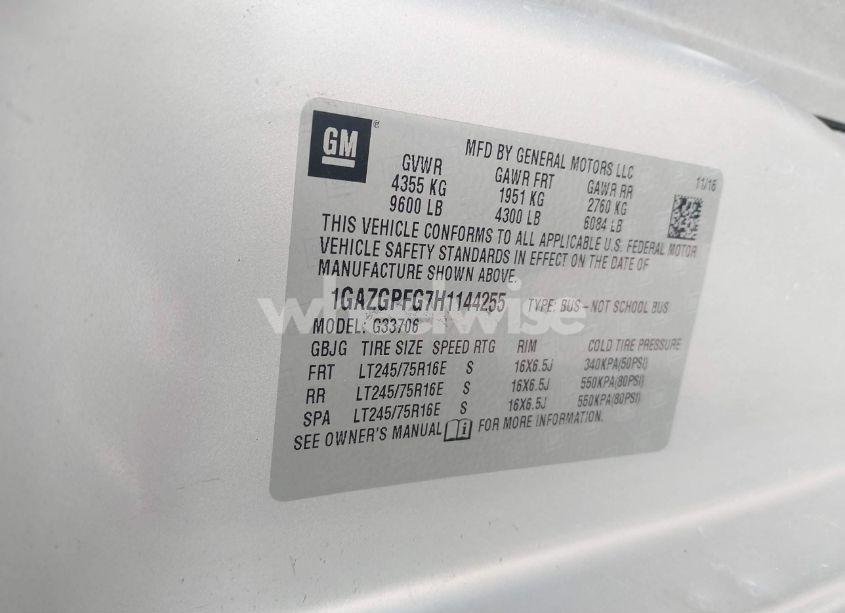 GM ®
MFD BY GENERAL MOTORS LLC 11/16
GVWR GAWR FRT GAWR RR
4355 KG 1951 KG 2760 KG
9600 LB 4300 LB 6084 LB
THIS VEHICLE CONFORMS TO ALL APPLICABLE U.S. FEDERAL MOTOR
VEHICLE SAFETY STANDARDS IN EFFECT ON THE DATE OF
MANUFACTURE SHOWN ABOVE.
1GAZGPFG7H1144255 TYPE: BUS – NOT SCHOOL BUS
wheelwise
MODEL: G33706
GBJG TIRE SIZE SPEED RTG RIM COLD TIRE PRESSURE
FRT LT245/75R16E S 16X6.5J 340KPA(50PSI)
RR LT245/75R16E S 16X6.5J 550KPA(80PSI)
SPA LT245/75R16E S 16X6.5J 550KPA(80PSI)
SEE OWNER'S MANUAL i FOR MORE INFORMATION.